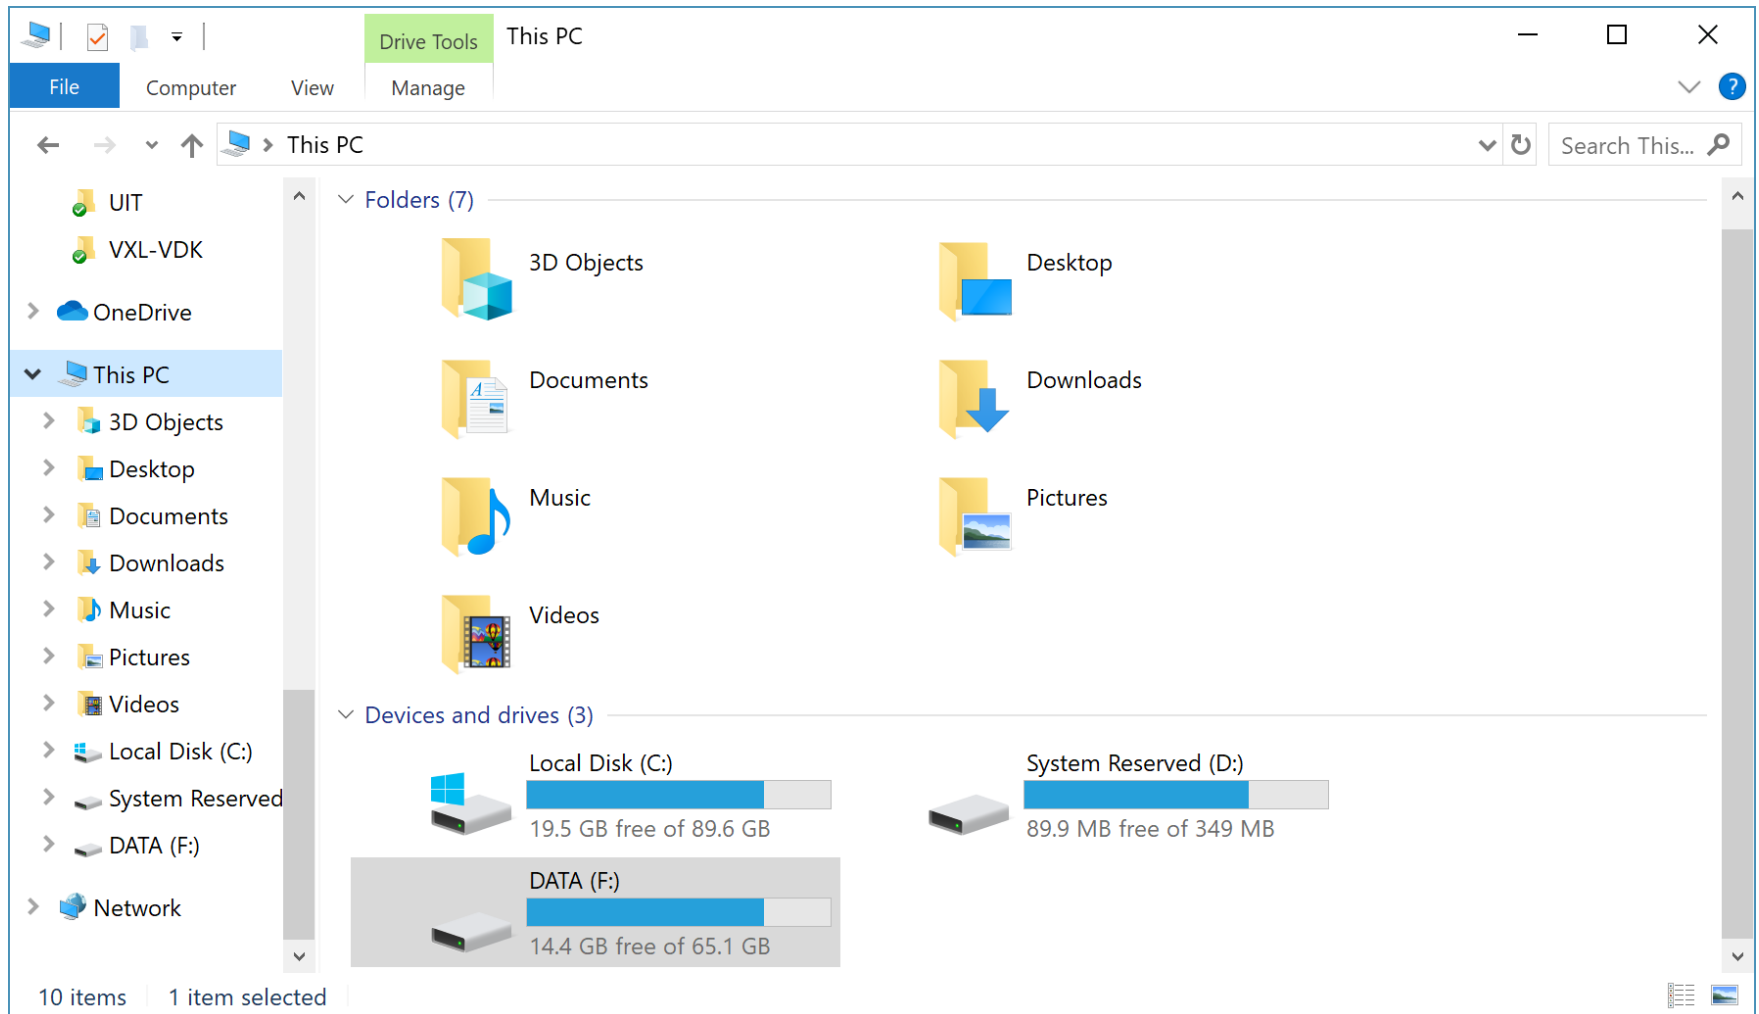 Drive Tools
This PC
File
Computer
View
Manage
?
This PC
Search This...
UIT
VXL-VDK
OneDrive
This PC
3D Objects
Desktop
Documents
Downloads
Music
Pictures
Videos
Local Disk (C:)
System Reserved
DATA (F:)
Network
Folders (7)
3D Objects
Desktop
Documents
Downloads
Music
Pictures
Videos
Devices and drives (3)
Local Disk (C:)
19.5 GB free of 89.6 GB
System Reserved (D:)
89.9 MB free of 349 MB
DATA (F:)
14.4 GB free of 65.1 GB
10 items
1 item selected